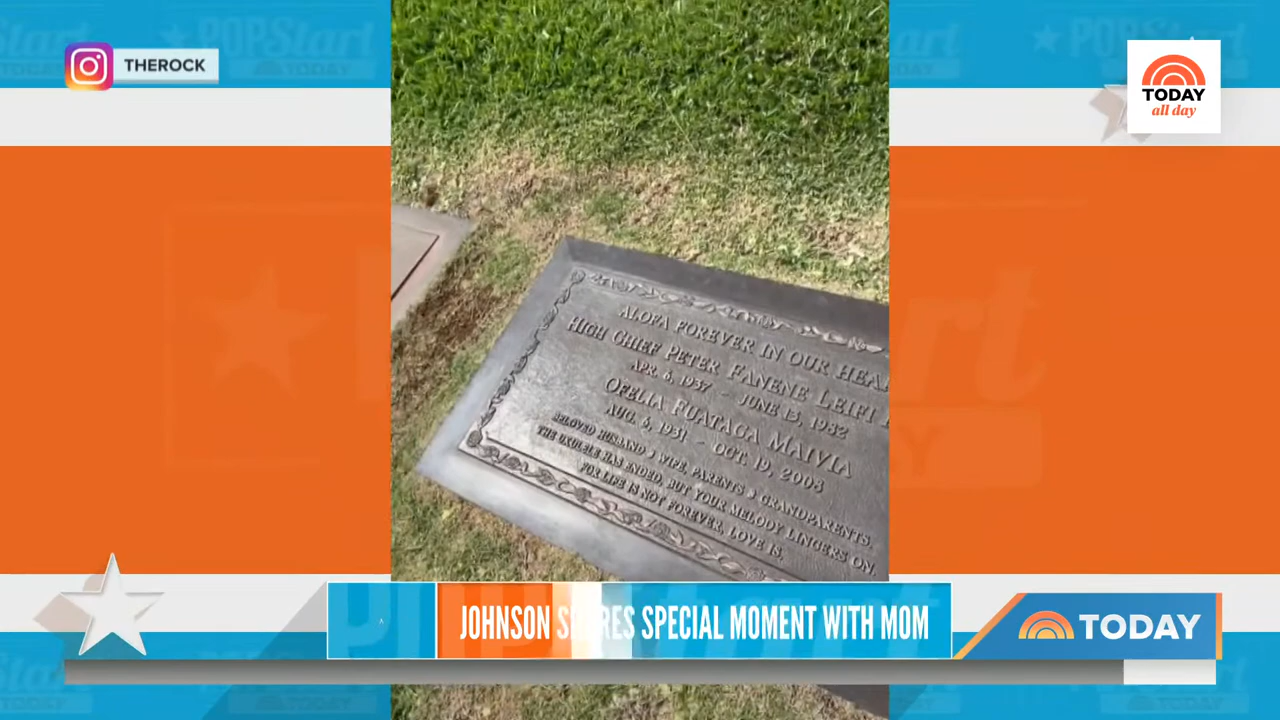 THEROCK
TODAY
all day
ALOFA FOREVER IN OUR
HIGH CHIEF PETER FANENE LEIFI
APR. 6, 1937 - JUNE 13, 1982
OFELIA FUATAGA MAIVIA
AUG. 6, 1931 - OCT. 19, 2008
BELOVED HUSBAND & WIFE, PARENTS & GRANDPARENTS.
THE UKULELE HAS ENDED, BUT YOUR MELODY LINGERS ON.
FOR LIFE IS NOT FOREVER, LOVE IS.
JOHNSON SHARES SPECIAL MOMENT WITH MOM
TODAY